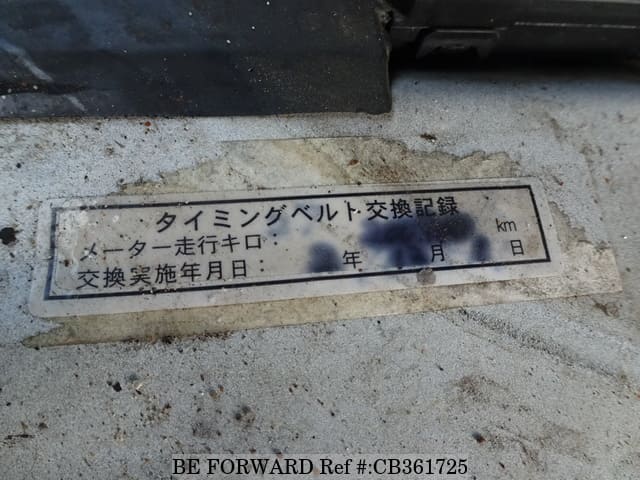 タイミングベルト交換記録
メーター走行キロ： km
交換実施年月日： 年 月 日
BE FORWARD Ref #:CB361725